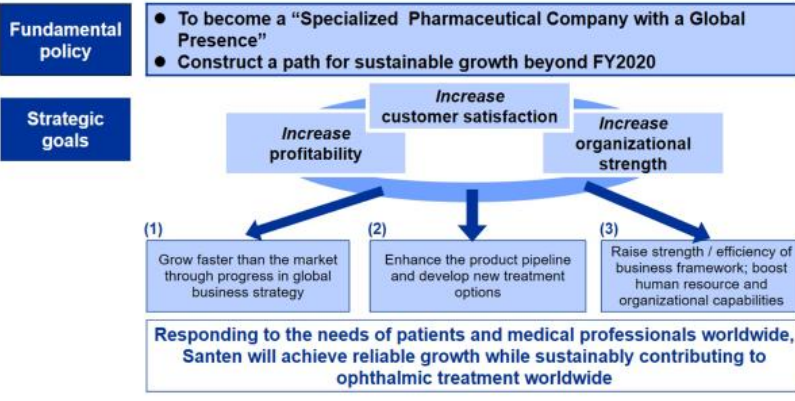 Fundamental
policy
● To become a “Specialized Pharmaceutical Company with a Global
Presence”
● Construct a path for sustainable growth beyond FY2020
Strategic
goals
Increase
customer satisfaction
Increase
profitability
Increase
organizational
strength
(1)
Grow faster than the market
through progress in global
business strategy
(2)
Enhance the product pipeline
and develop new treatment
options
(3)
Raise strength / efficiency of
business framework; boost
human resource and
organizational capabilities
Responding to the needs of patients and medical professionals worldwide,
Santen will achieve reliable growth while sustainably contributing to
ophthalmic treatment worldwide